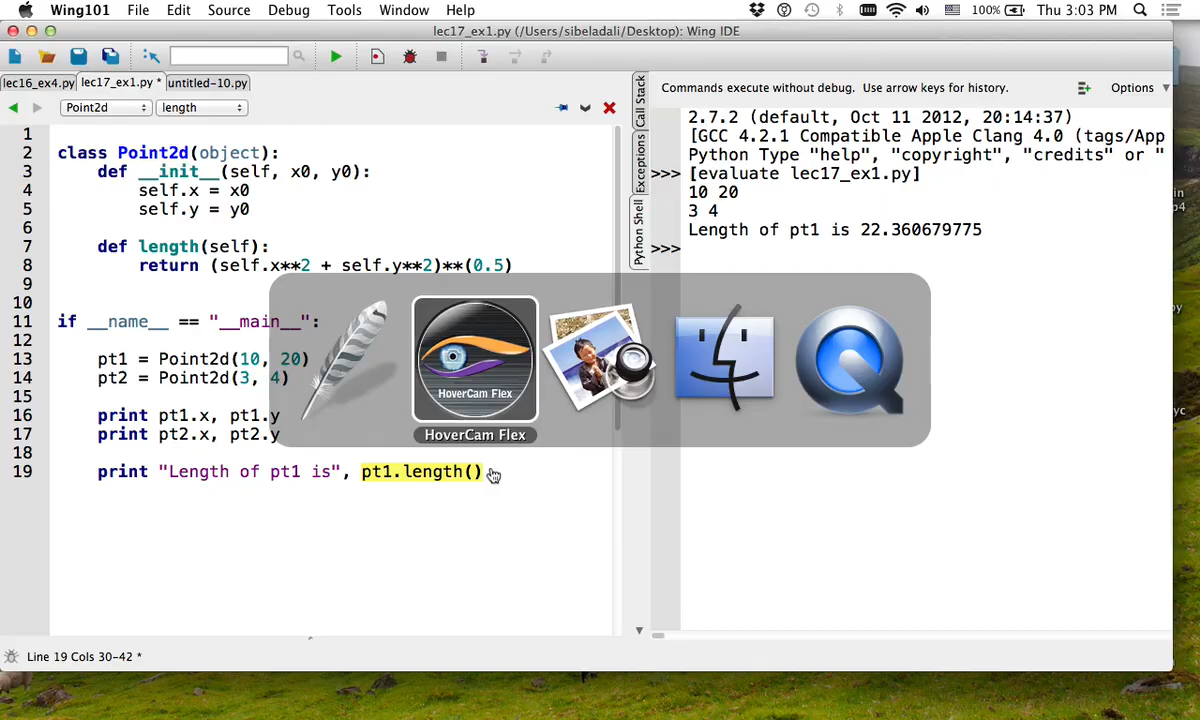 Wing101 File Edit Source Debug Tools Window Help 100% Thu 3:03 PM
lec17_ex1.py (/Users/sibeladali/Desktop): Wing IDE
lec16_ex4.py lec17_ex1.py * untitled-10.py
Point2d length
1
2 class Point2d(object):
3 def __init__(self, x0, y0):
4 self.x = x0
5 self.y = y0
6
7 def length(self):
8 return (self.x**2 + self.y**2)**(0.5)
9
10
11 if __name__ == "__main__":
12
13 pt1 = Point2d(10, 20)
14 pt2 = Point2d(3, 4)
15
16 print pt1.x, pt1.y
17 print pt2.x, pt2.y
18
19 print "Length of pt1 is", pt1.length()
Line 19 Cols 30-42 *
Call Stack
Exceptions
Python Shell
Commands execute without debug. Use arrow keys for history. Options
2.7.2 (default, Oct 11 2012, 20:14:37)
[GCC 4.2.1 Compatible Apple Clang 4.0 (tags/App
Python Type "help", "copyright", "credits" or "
>>> [evaluate lec17_ex1.py]
10 20
3 4
Length of pt1 is 22.360679775
>>>
HoverCam Flex
HoverCam Flex